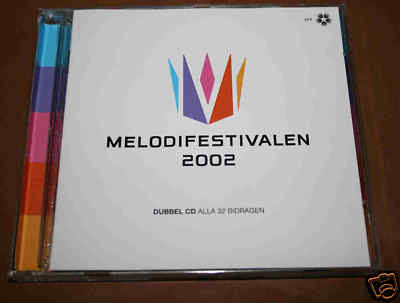 MELODIFESTIVALEN
2002
DUBBEL CD ALLA 32 BIDRAGEN